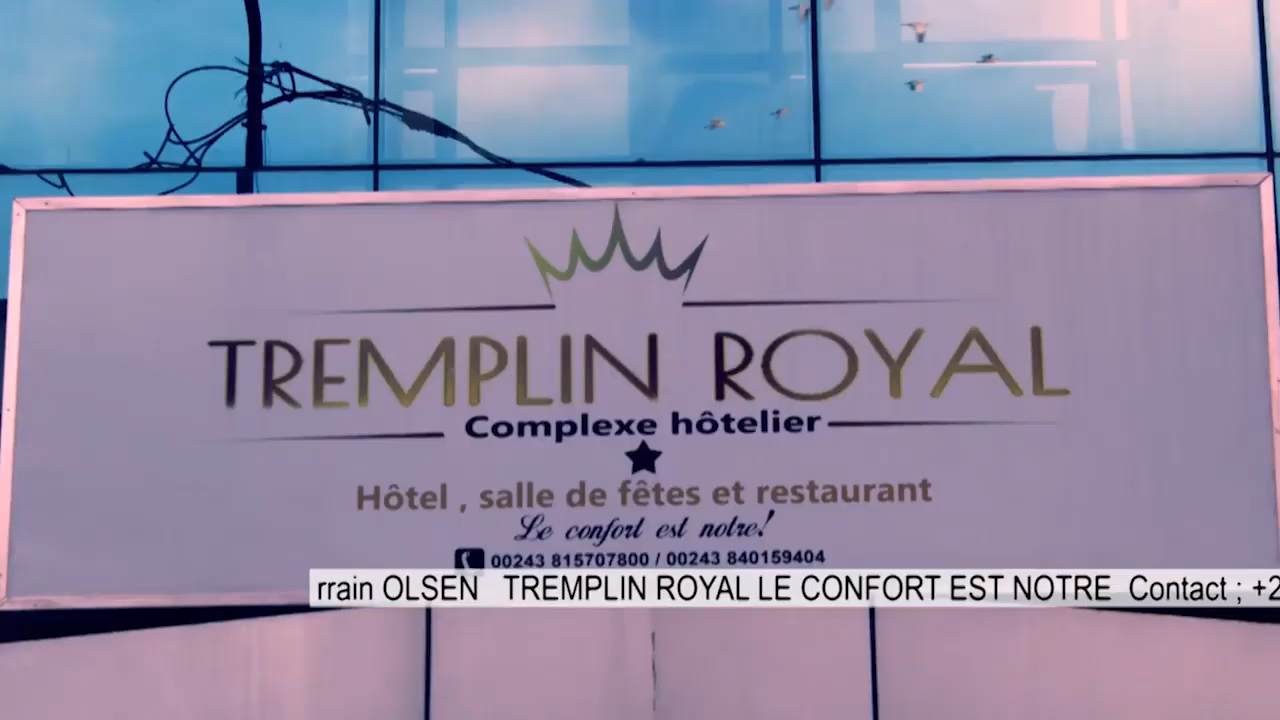 TREMPLIN ROYAL
Complexe hôtelier
Hôtel , salle de fêtes et restaurant
Le confort est notre!
00243 815707800 / 00243 840159404
rrain OLSEN TREMPLIN ROYAL LE CONFORT EST NOTRE Contact ; +2